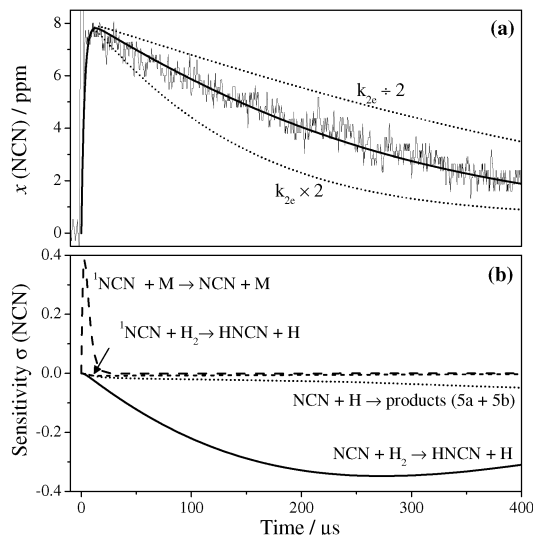 (a)
8
6
4
2
0
x (NCN) / ppm
k2e ÷ 2
k2e × 2
(b)
0.4
0.2
0.0
-0.2
-0.4
Sensitivity σ (NCN)
¹NCN + M → NCN + M
¹NCN + H₂→ HNCN + H
NCN + H → products (5a + 5b)
NCN + H₂ → HNCN + H
0 100 200 300 400
Time / µs